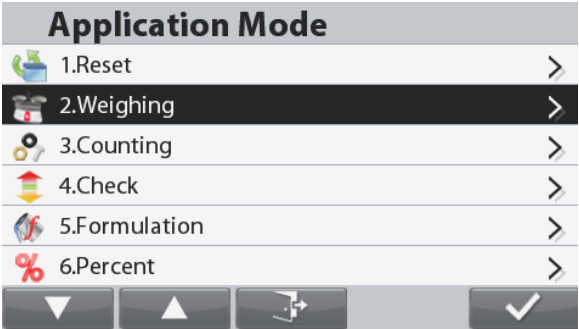 Application Mode
1.Reset
2.Weighing
3.Counting
4.Check
5.Formulation
6.Percent